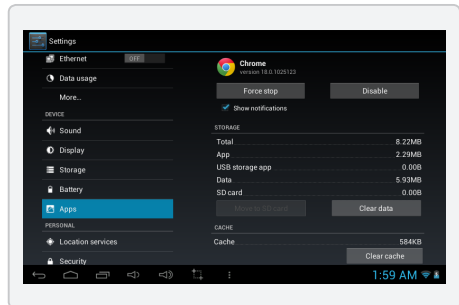 Settings
Ethernet OFF
Data usage
More...
DEVICE
Sound
Display
Storage
Battery
Apps
PERSONAL
Location services
Security
Chrome
version 18.0.1025123
Force stop Disable
Show notifications
STORAGE
Total 8.22MB
App 2.29MB
USB storage app 0.00B
Data 5.93MB
SD card 0.00B
Move to SD card Clear data
CACHE
Cache 584KB
Clear cache
1:59 AM